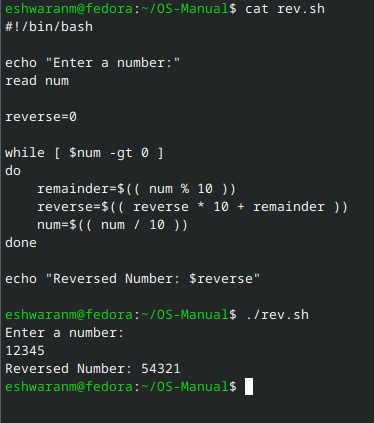 eshwaranm@fedora:~/OS-Manual$ cat rev.sh
#!/bin/bash

echo "Enter a number:"
read num

reverse=0

while [ $num -gt 0 ]
do
    remainder=$(( num % 10 ))
    reverse=$(( reverse * 10 + remainder ))
    num=$(( num / 10 ))
done

echo "Reversed Number: $reverse"

eshwaranm@fedora:~/OS-Manual$ ./rev.sh
Enter a number:
12345
Reversed Number: 54321
eshwaranm@fedora:~/OS-Manual$